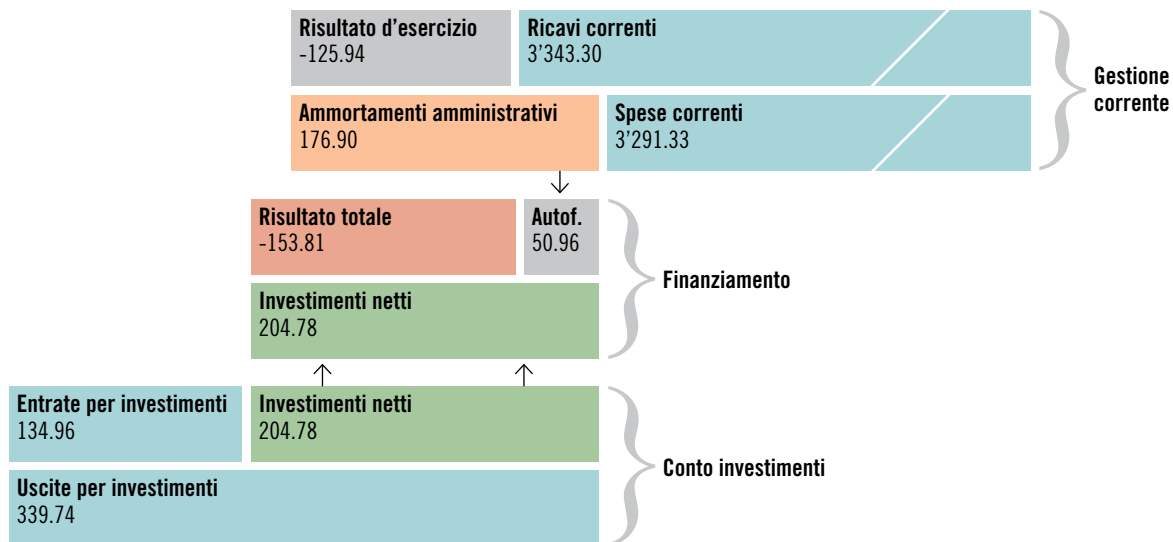 Risultato d’esercizio
-125.94
Ricavi correnti
3’343.30
Ammortamenti amministrativi
176.90
Spese correnti
3’291.33
Gestione
corrente
Risultato totale
-153.81
Autof.
50.96
Investimenti netti
204.78
Finanziamento
Entrate per investimenti
134.96
Investimenti netti
204.78
Uscite per investimenti
339.74
Conto investimenti